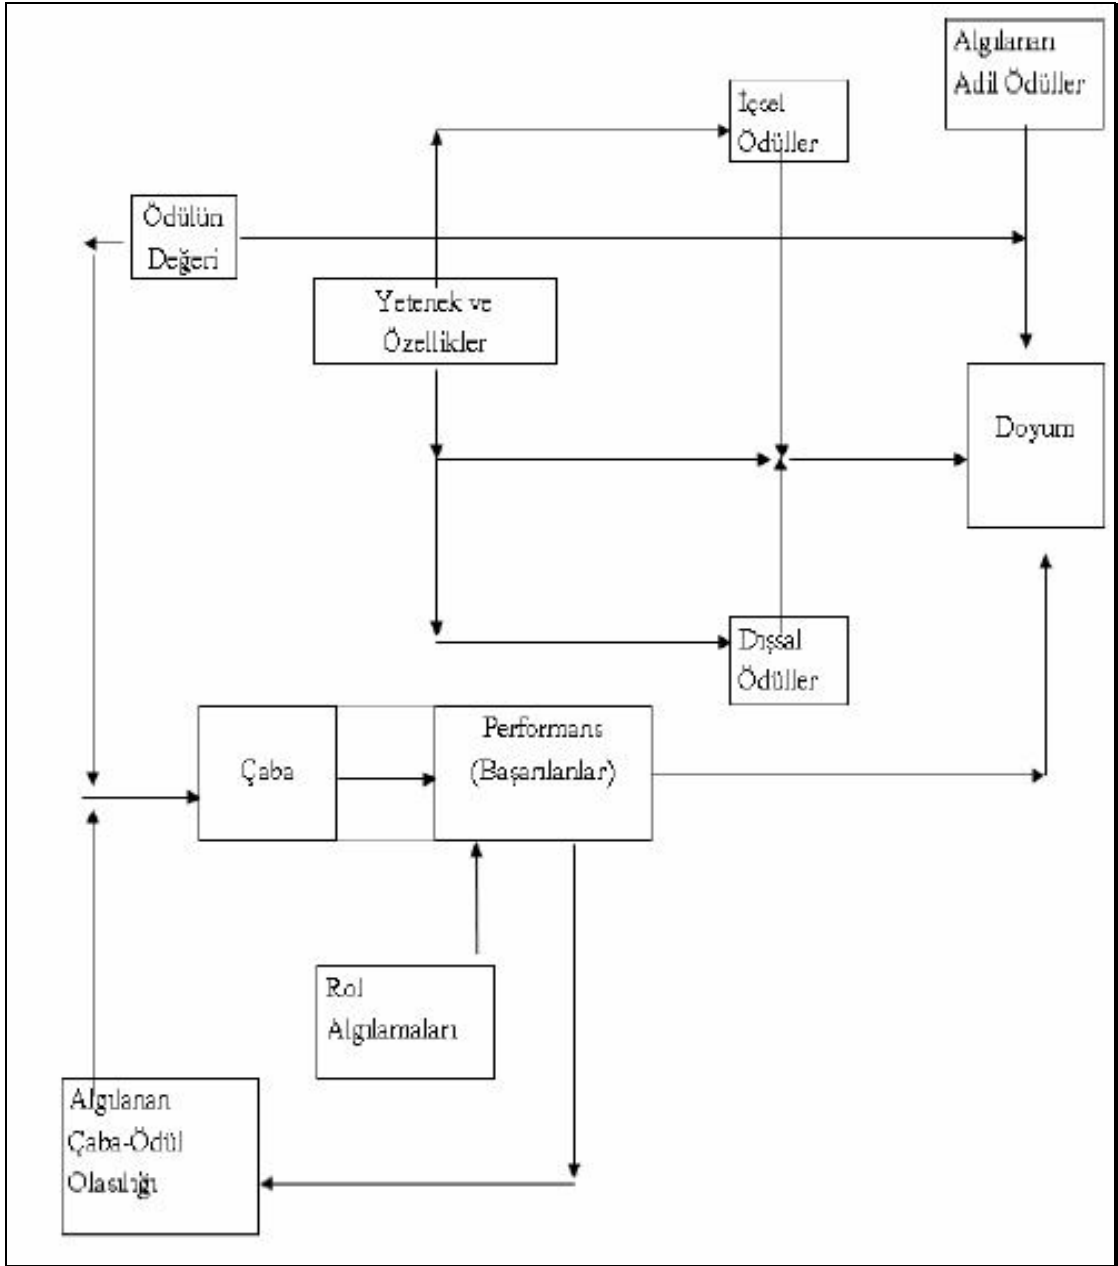 Algılanan
Adil Ödüller
İçsel
Ödüller
Ödülün
Değeri
Yetenek ve
Özellikler
Doyum
Dışsal
Ödüller
Çaba
Performans
(Başarılanlar)
Rol
Algılamaları
Algılanan
Çaba-Ödül
Olasılığı